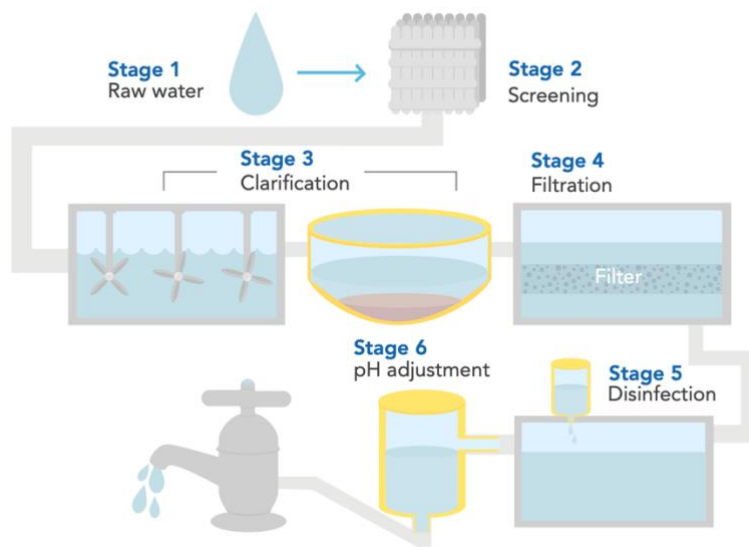 Stage 1
Raw water
Stage 2
Screening
Stage 3
Clarification
Stage 4
Filtration
Filter
Stage 5
Disinfection
Stage 6
pH adjustment